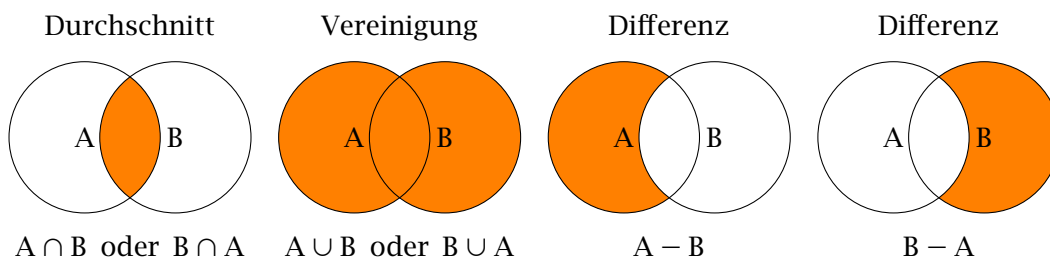 Durchschnitt Vereinigung Differenz Differenz
A B A B A B A B
A ∩ B oder B ∩ A A ∪ B oder B ∪ A A − B B − A